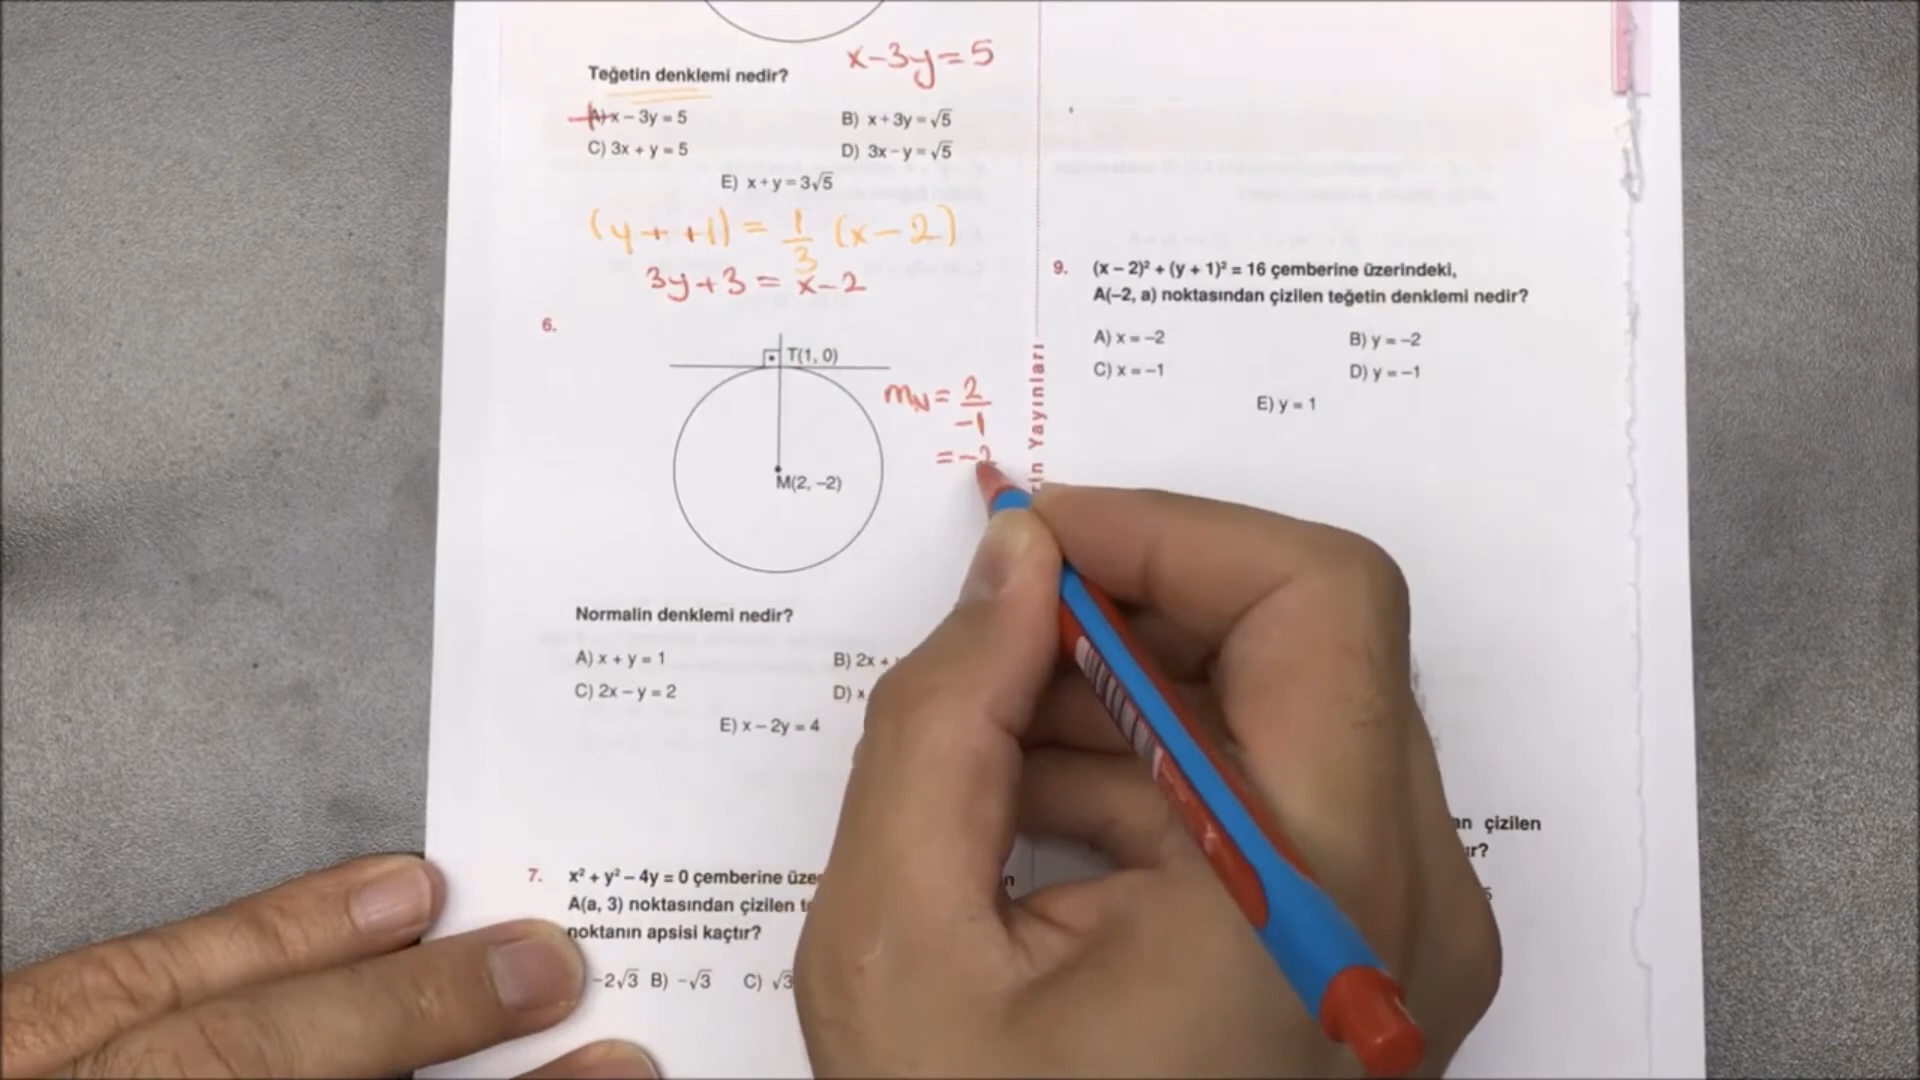 x-3y=5
Teğetin denklemi nedir?
A) x – 3y = 5
B) x + 3y = √5
C) 3x + y = 5
D) 3x – y = √5
E) x + y = 3√5
(y + +1) = 1/3 (x - 2)
3y+3 = x-2
6.
T(1, 0)
M(2, –2)
mN = 2/-1
= -2
Normalin denklemi nedir?
A) x + y = 1
B) 2x +
C) 2x – y = 2
D) x
E) x – 2y = 4
7. x² + y² – 4y = 0 çemberine
A(a, 3) noktasından çizilen
noktanın apsisi kaçtır?
–2√3 B) –√3 C) √3
Yayınları
9. (x – 2)² + (y + 1)² = 16 çemberine üzerindeki,
A(–2, a) noktasından çizilen teğetin denklemi nedir?
A) x = –2
B) y = –2
C) x = –1
D) y = –1
E) y = 1
çizilen